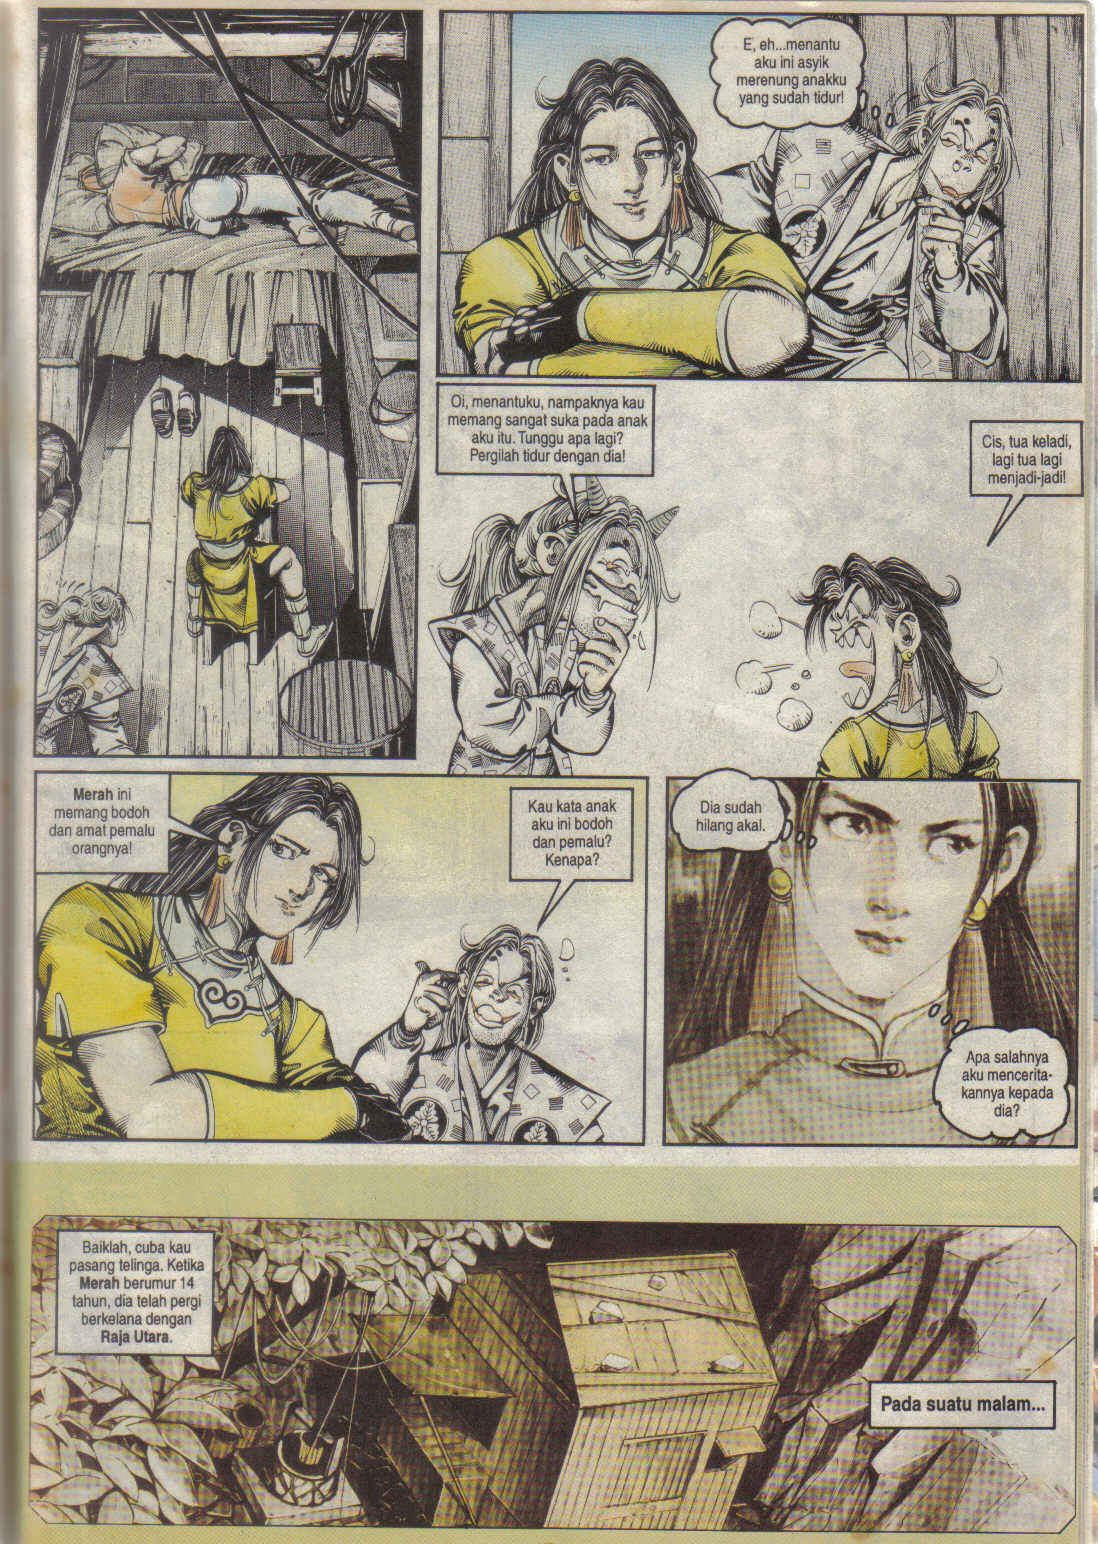 E, eh...menantu
aku ini asyik
merenung anakku
yang sudah tidur!
Oi, menantuku, nampaknya kau
memang sangat suka pada anak
aku itu. Tunggu apa lagi?
Pergilah tidur dengan dia!
Cis, tua keladi,
lagi tua lagi
menjadi-jadi!
Merah ini
memang bodoh
dan amat pemalu
orangnya!
Kau kata anak
aku ini bodoh
dan pemalu?
Kenapa?
Dia sudah
hilang akal.
Apa salahnya
aku mencerita-
kannya kepada
dia?
Baiklah, cuba kau
pasang telinga. Ketika
Merah berumur 14
tahun, dia telah pergi
berkelana dengan
Raja Utara.
Pada suatu malam...